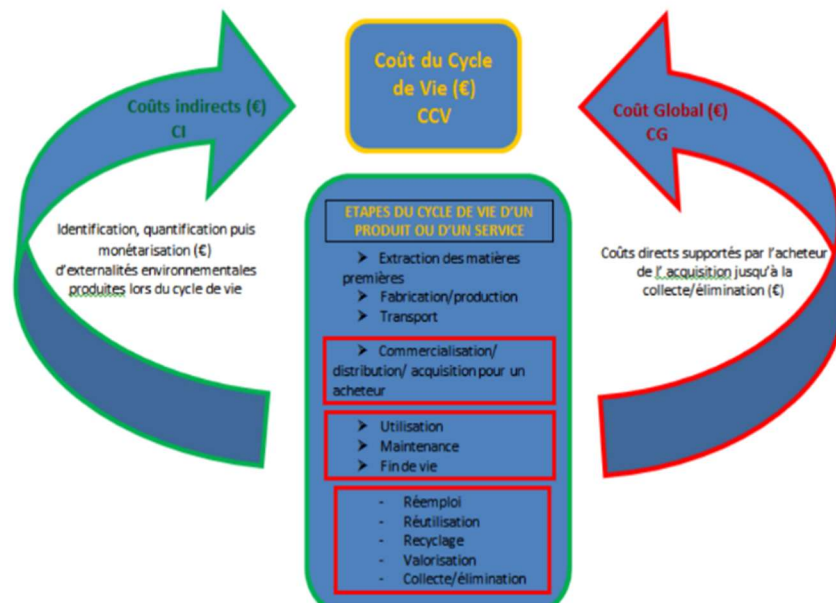 Coût du Cycle
de Vie (€)
CCV
Coûts indirects (€)
CI
Coût Global (€)
CG
Identification, quantification puis
monétarisation (€)
d'externalités environnementales
produites lors du cycle de vie
ETAPES DU CYCLE DE VIE D'UN
PRODUIT OU D'UN SERVICE
➤ Extraction des matières
premières
➤ Fabrication/production
➤ Transport
➤ Commercialisation/
distribution/ acquisition pour un
acheteur
➤ Utilisation
➤ Maintenance
➤ Fin de vie
- Réemploi
- Réutilisation
- Recyclage
- Valorisation
- Collecte/élimination
Coûts directs supportés par l'acheteur
de l' acquisition jusqu'à la
collecte/élimination (€)